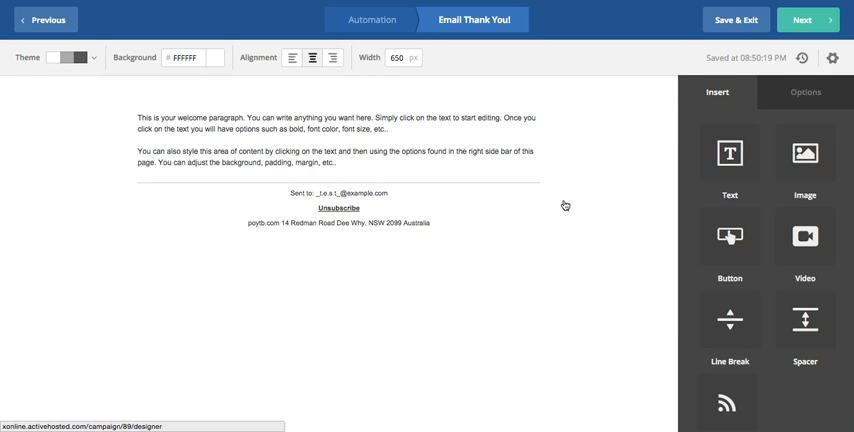 Previous
Automation
Email Thank You!
Save & Exit
Next
Theme
Background
# FFFFFF
Alignment
Width
650 px
Saved at 08:50:19 PM
Insert
Options
This is your welcome paragraph. You can write anything you want here. Simply click on the text to start editing. Once you
click on the text you will have options such as bold, font color, font size, etc..
You can also style this area of content by clicking on the text and then using the options found in the right side bar of this
page. You can adjust the background, padding, margin, etc..
Sent to: _t.e.s.t_@example.com
Unsubscribe
poytb.com 14 Redman Road Dee Why, NSW 2099 Australia
T
Text
Image
Button
Video
Line Break
Spacer
xonline.activehosted.com/campaign/89/designer